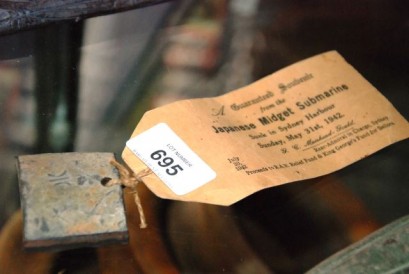 A Guaranteed Souvenir
from the
Japanese Midget Submarine
Sunk in Sydney Harbour
Sunday, May 31st, 1942.
LOT NUMBER
695
Proceeds to R.A.N. Relief Fund & King George's Fund for Sailors